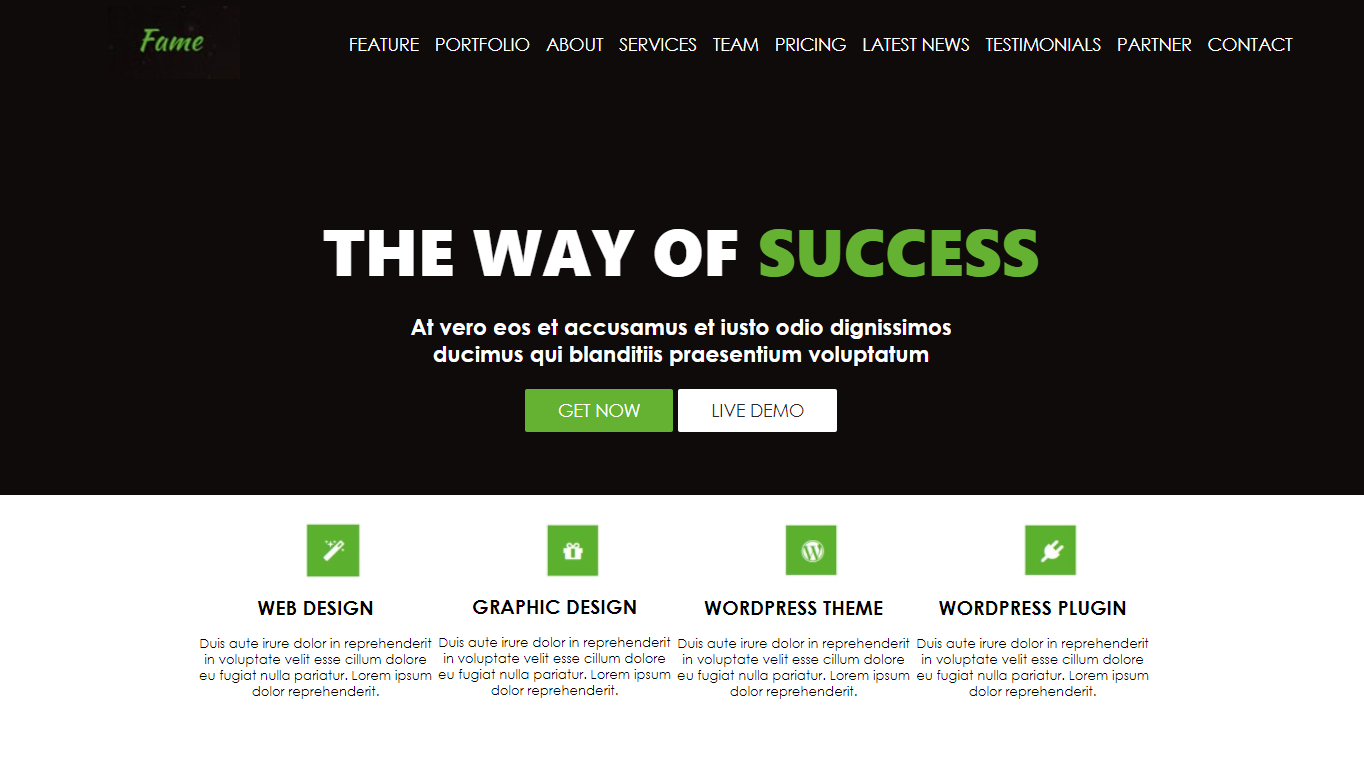 Fame
FEATURE PORTFOLIO ABOUT SERVICES TEAM PRICING LATEST NEWS TESTIMONIALS PARTNER CONTACT
THE WAY OF SUCCESS
At vero eos et accusamus et iusto odio dignissimos
ducimus qui blanditiis praesentium voluptatum
GET NOW LIVE DEMO
WEB DESIGN
Duis aute irure dolor in reprehenderit
in voluptate velit esse cillum dolore
eu fugiat nulla pariatur. Lorem ipsum
dolor reprehenderit.
GRAPHIC DESIGN
Duis aute irure dolor in reprehenderit
in voluptate velit esse cillum dolore
eu fugiat nulla pariatur. Lorem ipsum
dolor reprehenderit.
WORDPRESS THEME
Duis aute irure dolor in reprehenderit
in voluptate velit esse cillum dolore
eu fugiat nulla pariatur. Lorem ipsum
dolor reprehenderit.
WORDPRESS PLUGIN
Duis aute irure dolor in reprehenderit
in voluptate velit esse cillum dolore
eu fugiat nulla pariatur. Lorem ipsum
dolor reprehenderit.